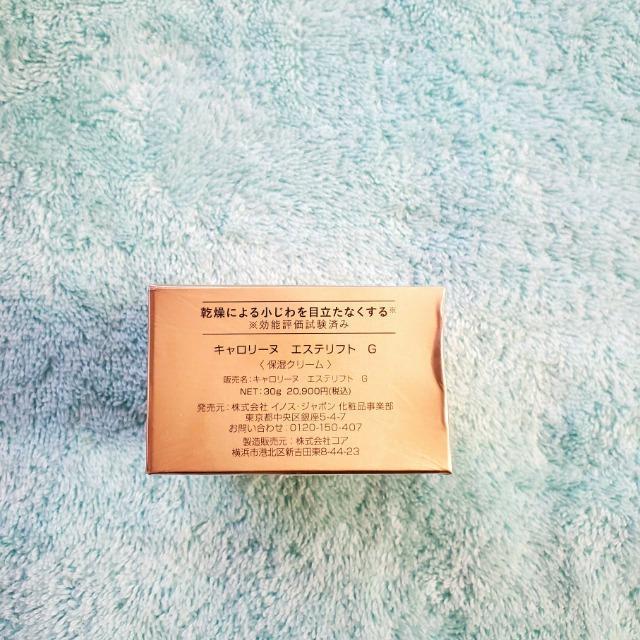 乾燥による小じわを目立たなくする※
※効能評価試験済み
キャロリーヌ　エステリフト　G
〈 保湿クリーム 〉
販売名：キャロリーヌ　エステリフト　G
NET：30g 20,900円(税込)
発売元：株式会社 イノス・ジャポン 化粧品事業部
東京都中央区銀座5-4-7
お問い合わせ：0120-150-407
製造販売元：株式会社コア
横浜市港北区新吉田東8-44-23